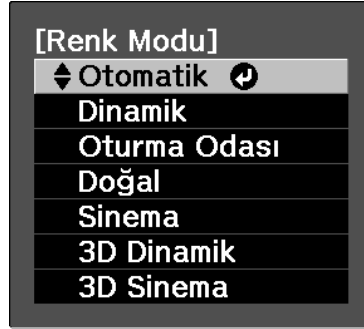 [Renk Modu]
Otomatik
Dinamik
Oturma Odası
Doğal
Sinema
3D Dinamik
3D Sinema